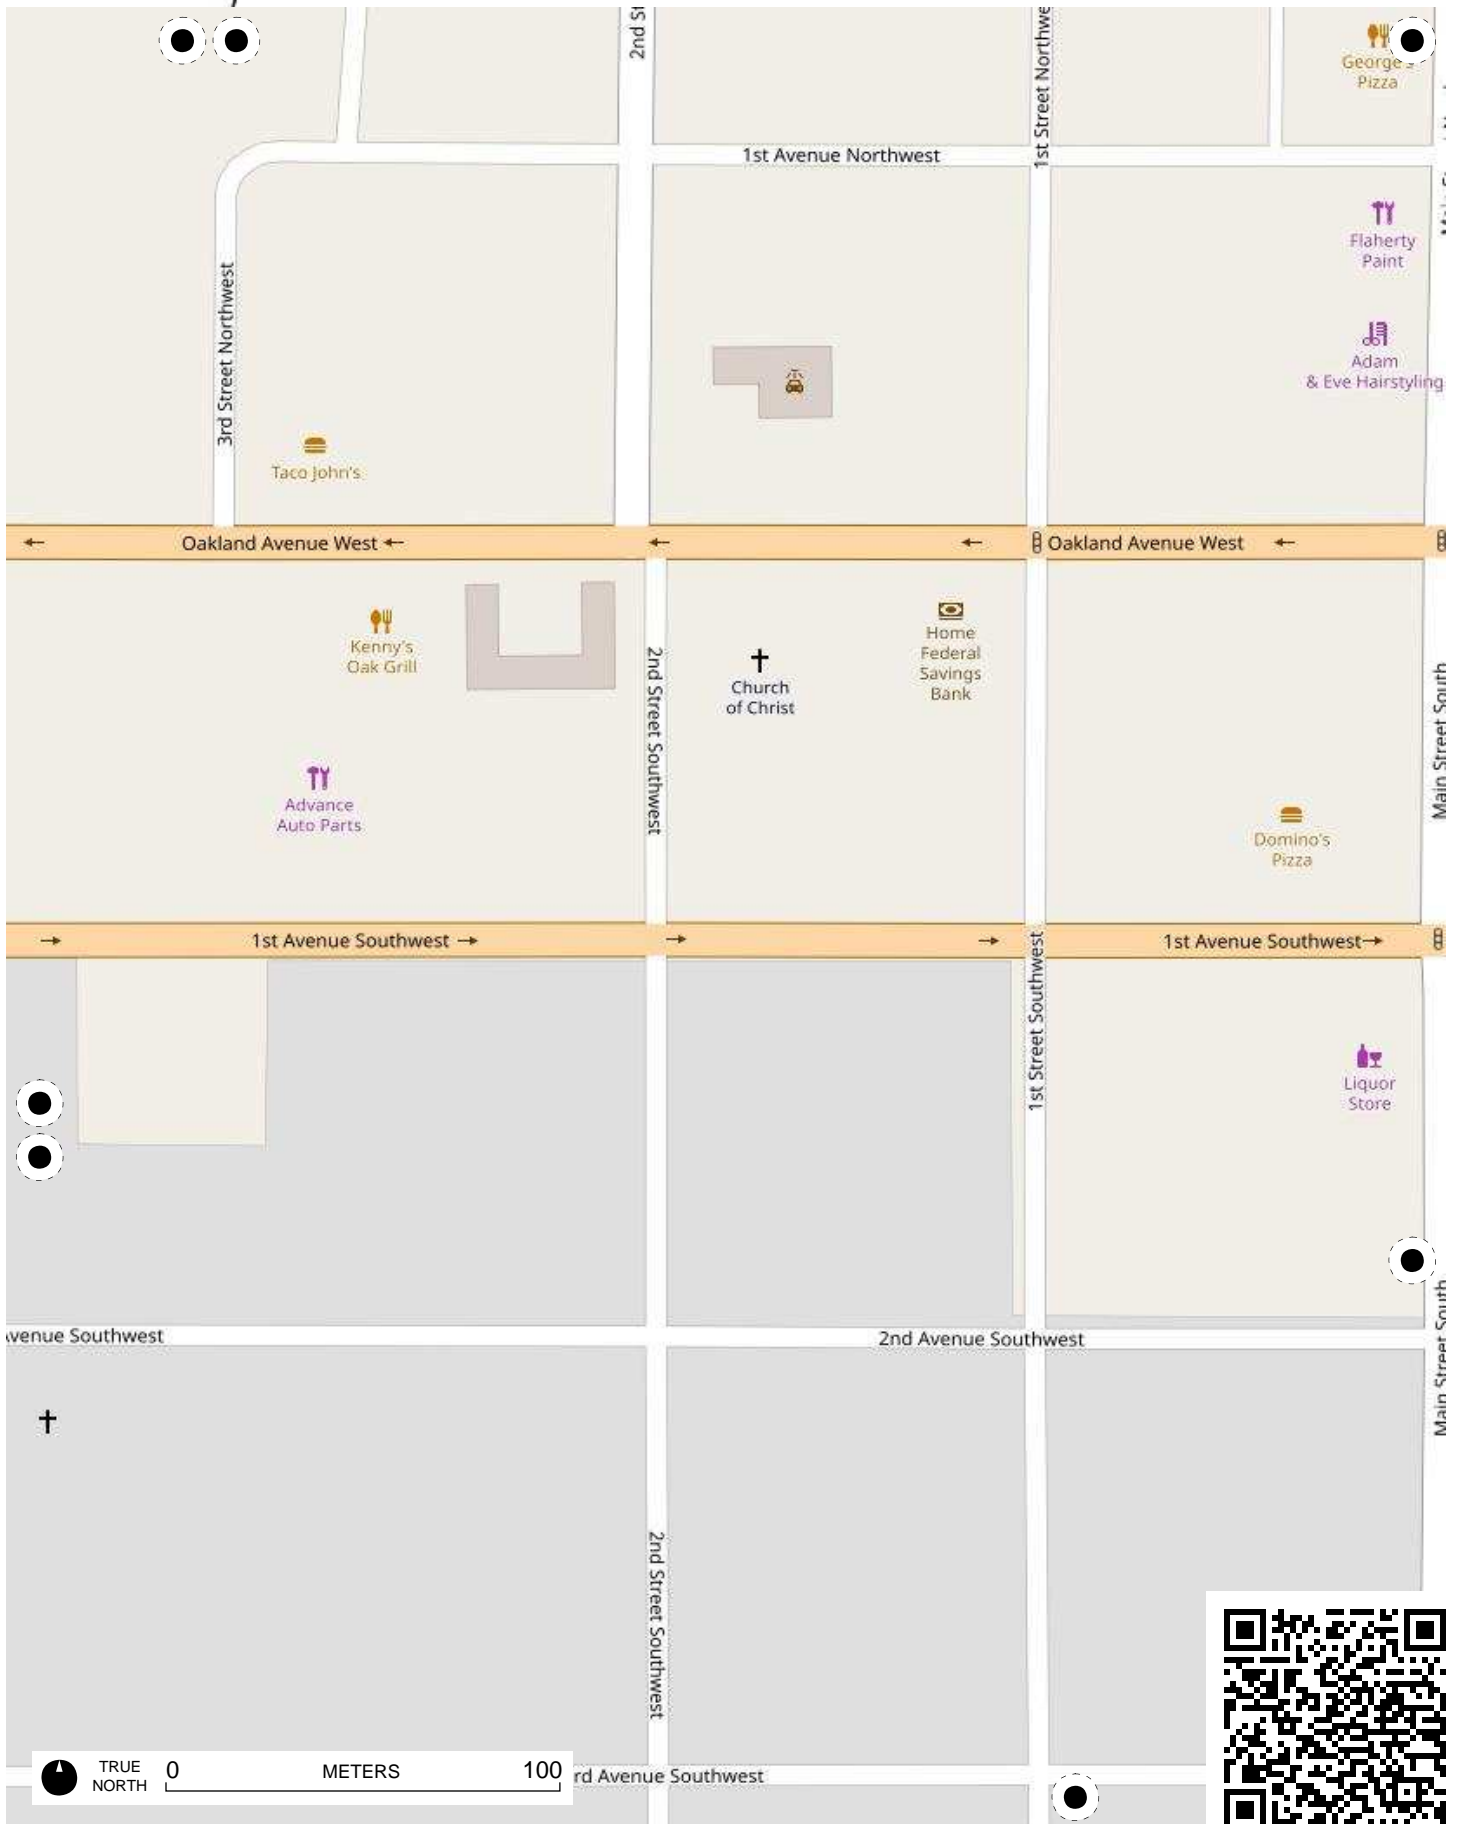 2nd St
1st Street Northwe
George's
Pizza
1st Avenue Northwest
Flaherty
Paint
3rd Street Northwest
Adam
& Eve Hairstyling
Taco John's
Oakland Avenue West
Oakland Avenue West
Kenny's
Oak Grill
Home
Federal
Savings
Bank
Church
of Christ
2nd Street Southwest
Main Street South
Advance
Auto Parts
Domino's
Pizza
1st Avenue Southwest
1st Avenue Southwest
1st Street Southwest
Liquor
Store
venue Southwest
2nd Avenue Southwest
Main Street South
2nd Street Southwest
TRUE
NORTH
0 METERS 100
rd Avenue Southwest